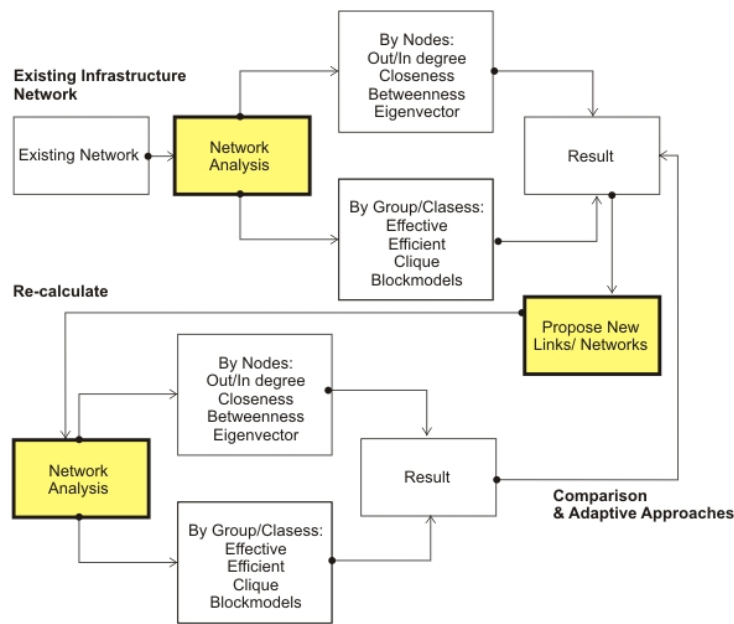 Existing Infrastructure
Network
Existing Network
Network
Analysis
By Nodes:
Out/In degree
Closeness
Betweenness
Eigenvector
By Group/Clasess:
Effective
Efficient
Clique
Blockmodels
Result
Propose New
Links/ Networks
Re-calculate
Network
Analysis
By Nodes:
Out/In degree
Closeness
Betweenness
Eigenvector
By Group/Clasess:
Effective
Efficient
Clique
Blockmodels
Result
Comparison
& Adaptive Approaches